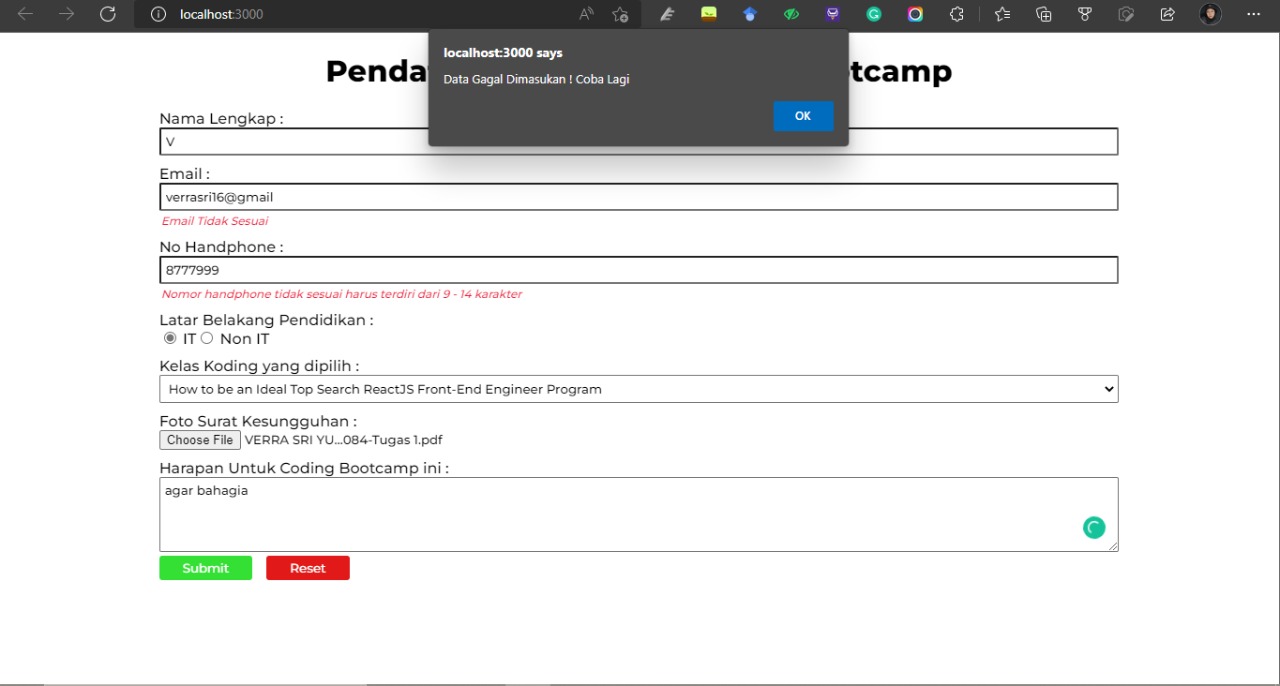 localhost:3000
localhost:3000 says
Data Gagal Dimasukan ! Coba Lagi
OK
Nama Lengkap :
V
Email :
verrasri16@gmail
Email Tidak Sesuai
No Handphone :
8777999
Nomor handphone tidak sesuai harus terdiri dari 9 - 14 karakter
Latar Belakang Pendidikan :
IT Non IT
Kelas Koding yang dipilih :
How to be an Ideal Top Search ReactJS Front-End Engineer Program
Foto Surat Kesungguhan :
Choose File VERRA SRI YU...084-Tugas 1.pdf
Harapan Untuk Coding Bootcamp ini :
agar bahagia
Submit Reset